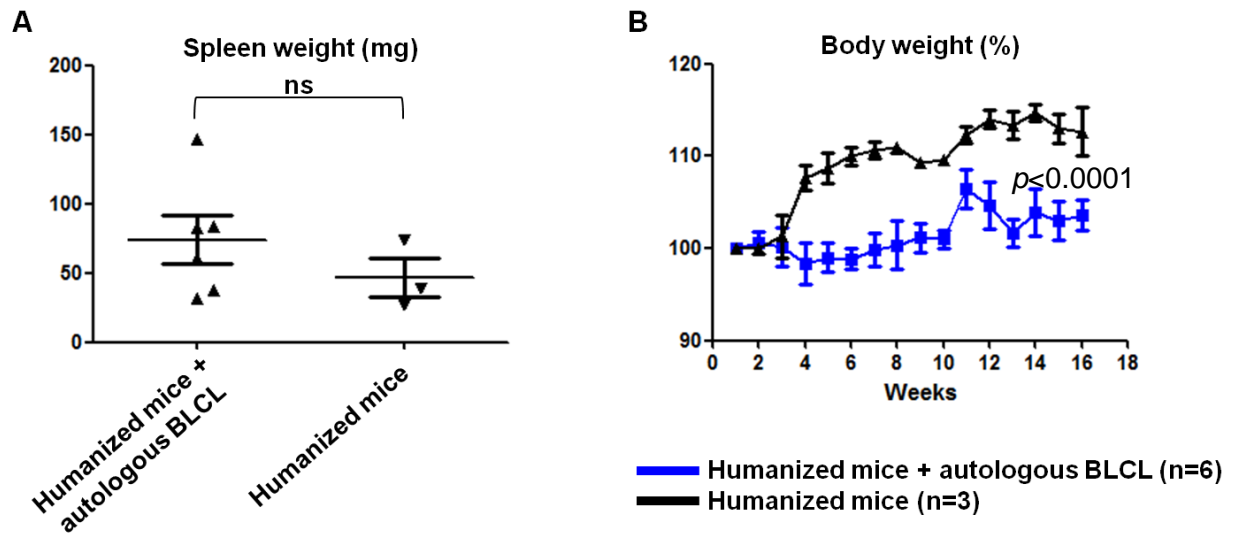 A
Spleen weight (mg)
ns
200
150
100
50
0
Humanized mice +
autologous BLCL
Humanized mice
B
Body weight (%)
120
110
100
90
p<0.0001
0 2 4 6 8 10 12 14 16 18
Weeks
Humanized mice + autologous BLCL (n=6)
Humanized mice (n=3)